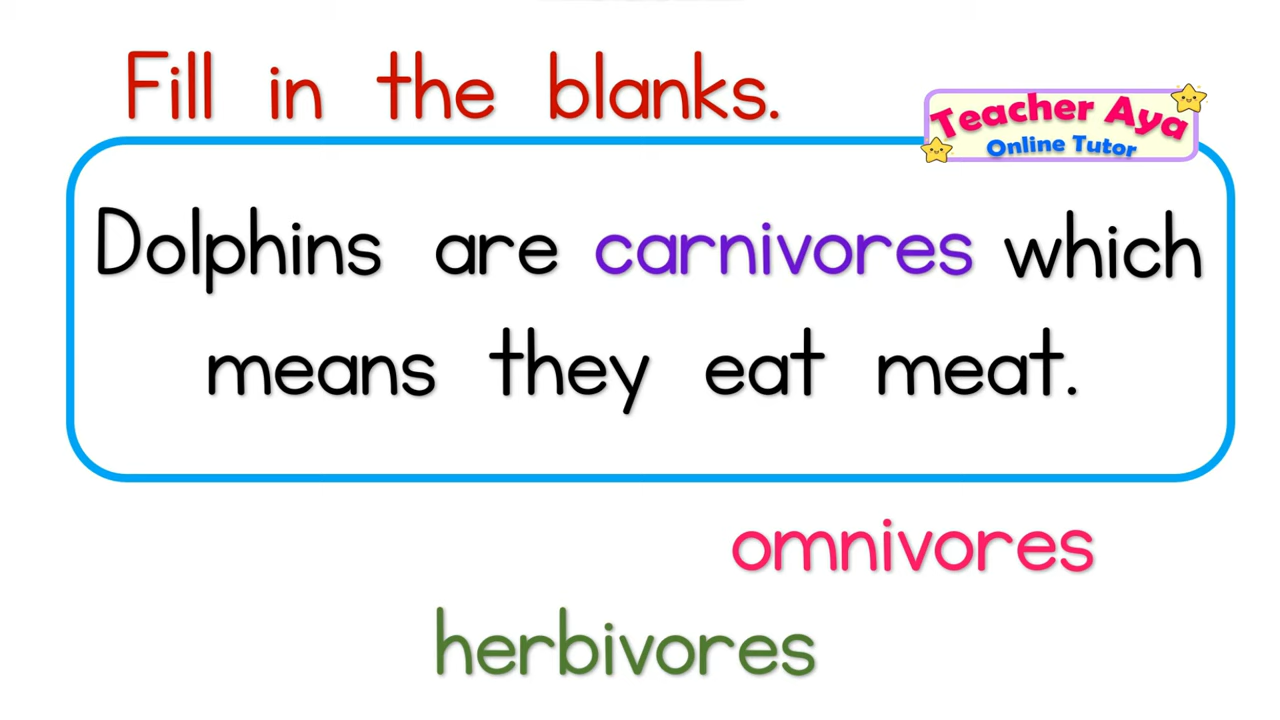 Fill in the blanks.
Teacher Aya
Online Tutor
Dolphins are carnivores which
means they eat meat.
omnivores
herbivores